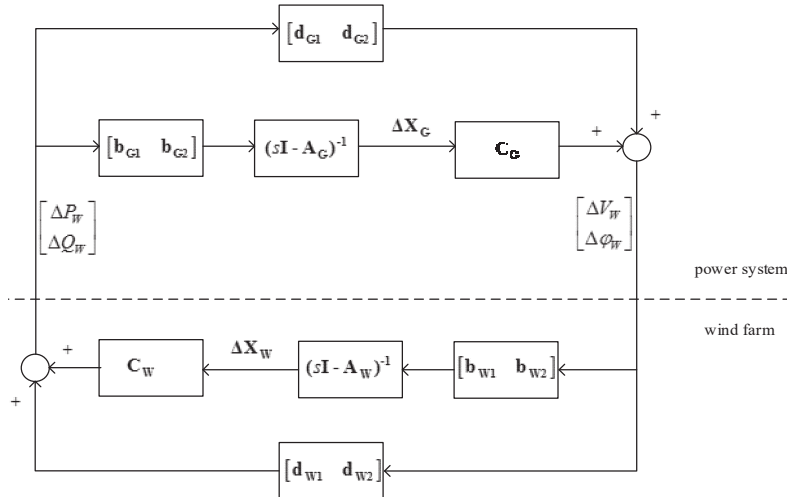 [d_G1 d_G2]
+
[b_G1 b_G2]
(sI - A_G)^-1
ΔX_G
C_G
+
[ΔP_W
ΔQ_W]
[ΔV_W
Δφ_W]
power system
wind farm
+
C_W
ΔX_W
(sI - A_W)^-1
[b_W1 b_W2]
+
[d_W1 d_W2]